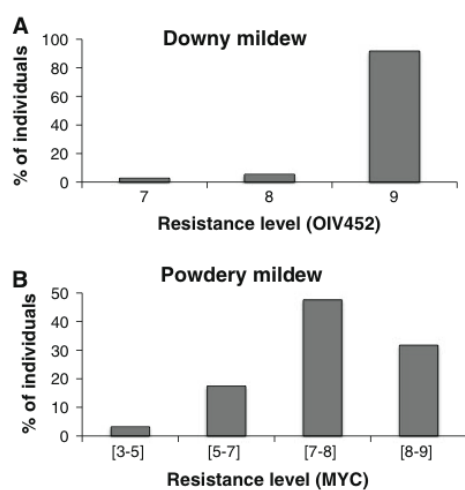 A
Downy mildew
% of individuals
100
80
60
40
20
0
7 8 9
Resistance level (OIV452)
B
Powdery mildew
% of individuals
50
40
30
20
10
0
[3-5] [5-7] [7-8] [8-9]
Resistance level (MYC)